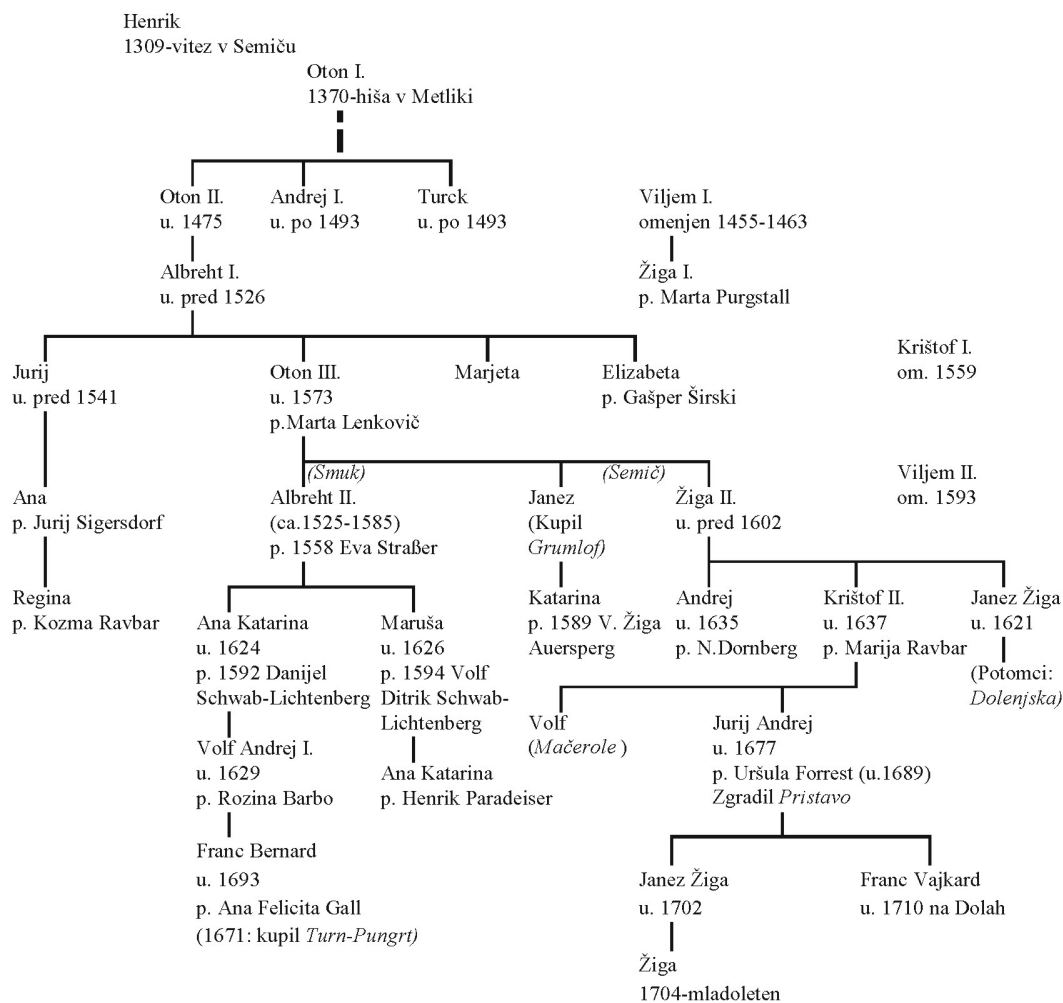 Henrik
1309-vitez v Semiču
Oton I.
1370-hiša v Metliki
Oton II.
u. 1475
Andrej I.
u. po 1493
Turck
u. po 1493
Viljem I.
omenjen 1455-1463
Albreht I.
u. pred 1526
Žiga I.
p. Marta Purgstall
Jurij
u. pred 1541
Oton III.
u. 1573
p.Marta Lenkovič
Marjeta
Elizabeta
p. Gašper Širski
Krištof I.
om. 1559
(Smuk)
(Semič)
Ana
p. Jurij Sigersdorf
Albreht II.
(ca.1525-1585)
p. 1558 Eva Straßer
Janez
(Kupil
Grumlof)
Žiga II.
u. pred 1602
Viljem II.
om. 1593
Regina
p. Kozma Ravbar
Ana Katarina
u. 1624
p. 1592 Danijel
Schwab-Lichtenberg
Maruša
u. 1626
p. 1594 Volf
Ditrik Schwab-
Lichtenberg
Katarina
p. 1589 V. Žiga
Auersperg
Andrej
u. 1635
p. N.Dornberg
Krištof II.
u. 1637
p. Marija Ravbar
Janez Žiga
u. 1621
(Potomci:
Dolenjska)
Volf Andrej I.
u. 1629
p. Rozina Barbo
Ana Katarina
p. Henrik Paradeiser
Volf
(Mačerole )
Jurij Andrej
u. 1677
p. Uršula Forrest (u.1689)
Zgradil Pristavo
Franc Bernard
u. 1693
p. Ana Felicita Gall
(1671: kupil Turn-Pungrt)
Janez Žiga
u. 1702
Franc Vajkard
u. 1710 na Dolah
Žiga
1704-mladoleten